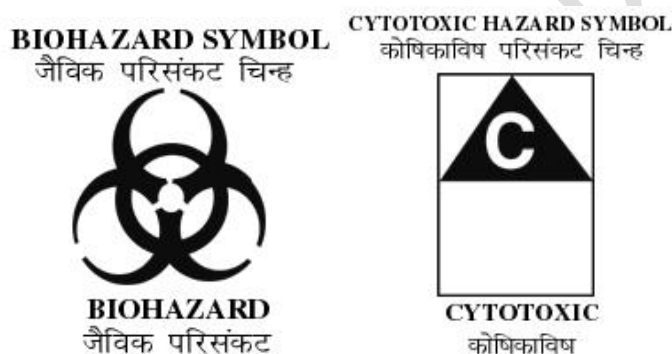 BIOHAZARD SYMBOL
जैविक परिसंकट चिन्ह
BIOHAZARD
जैविक परिसंकट
CYTOTOXIC HAZARD SYMBOL
कोषिकाविष परिसंकट चिन्ह
C
CYTOTOXIC
कोषिकाविष